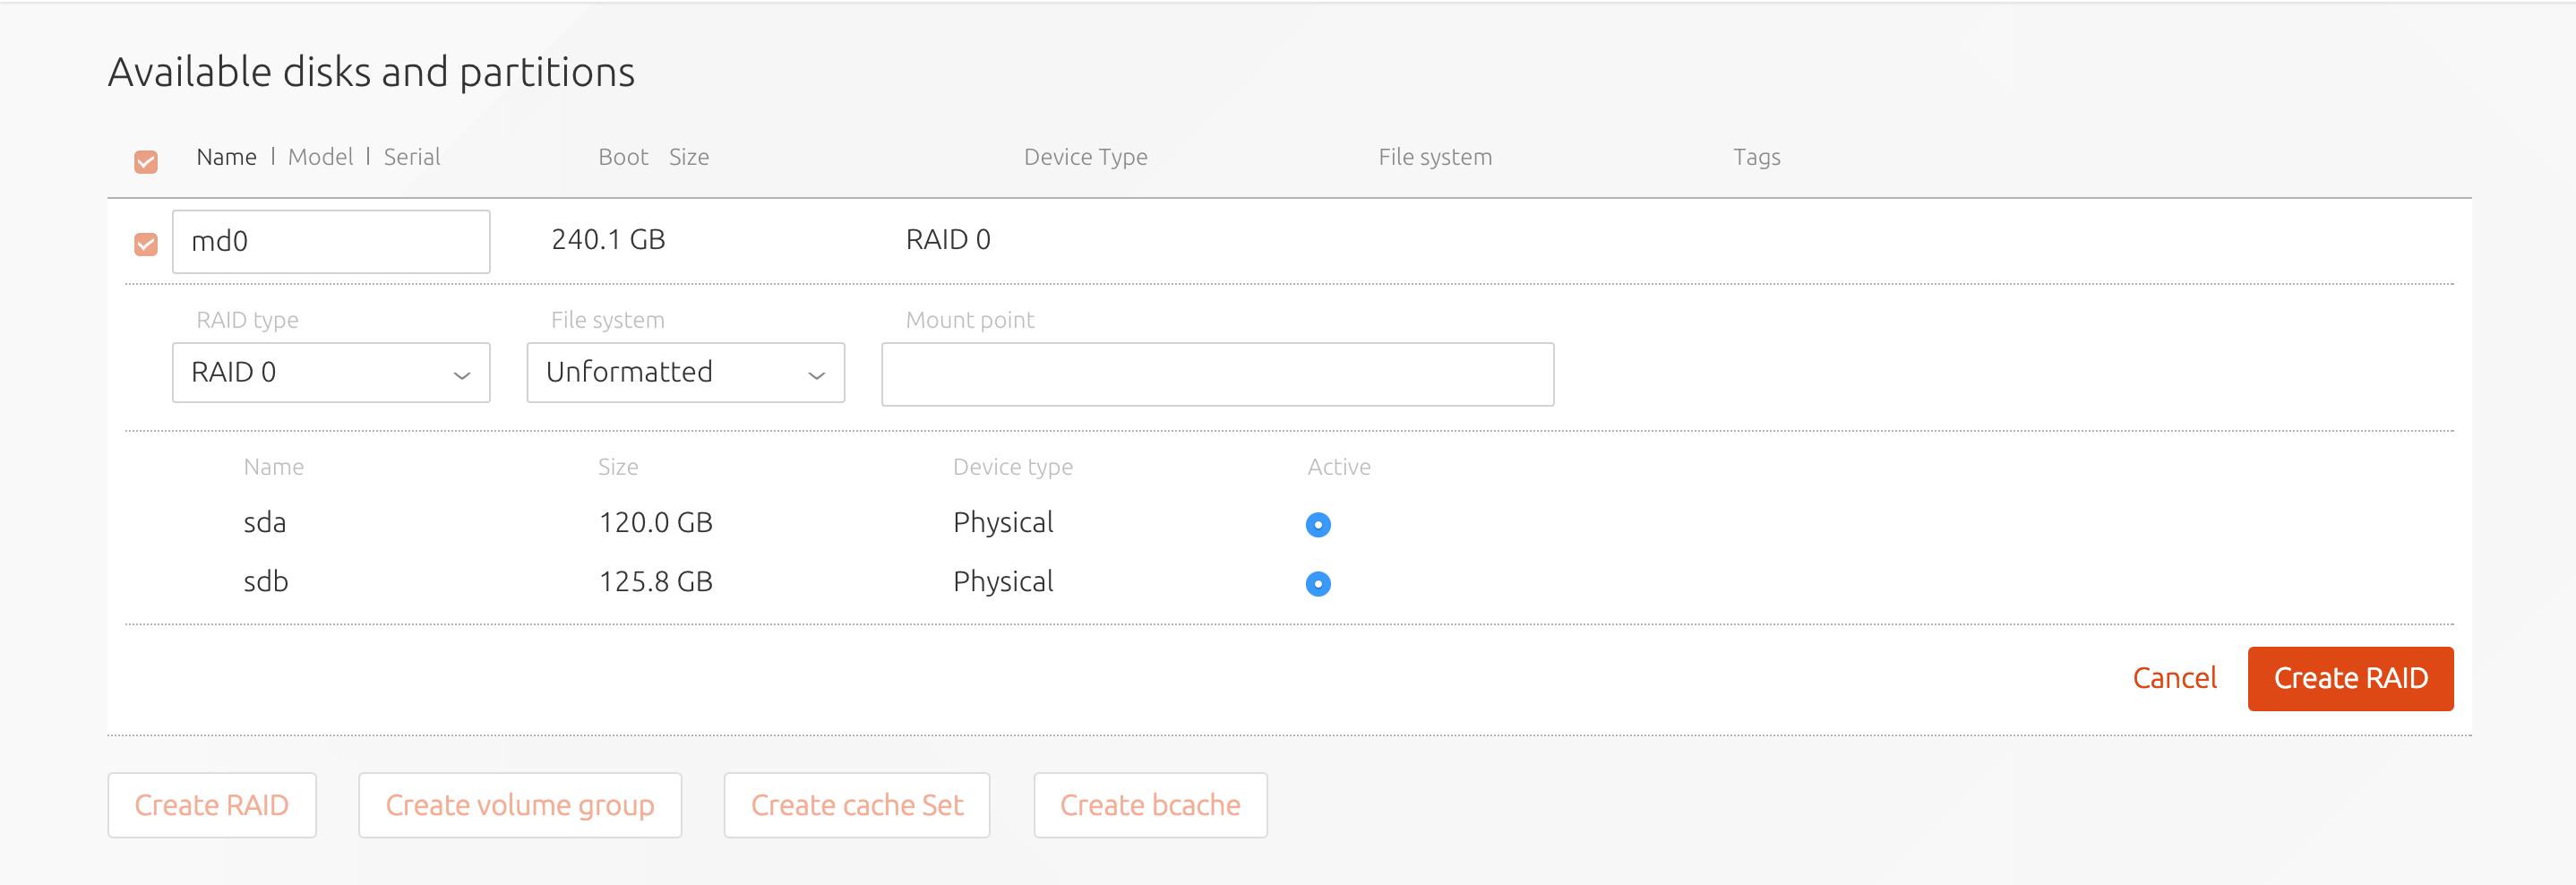 Available disks and partitions
Name | Model | Serial Boot Size Device Type File system Tags
md0 240.1 GB RAID 0
RAID type File system Mount point
RAID 0 Unformatted
Name Size Device type Active
sda 120.0 GB Physical
sdb 125.8 GB Physical
Cancel Create RAID
Create RAID Create volume group Create cache Set Create bcache